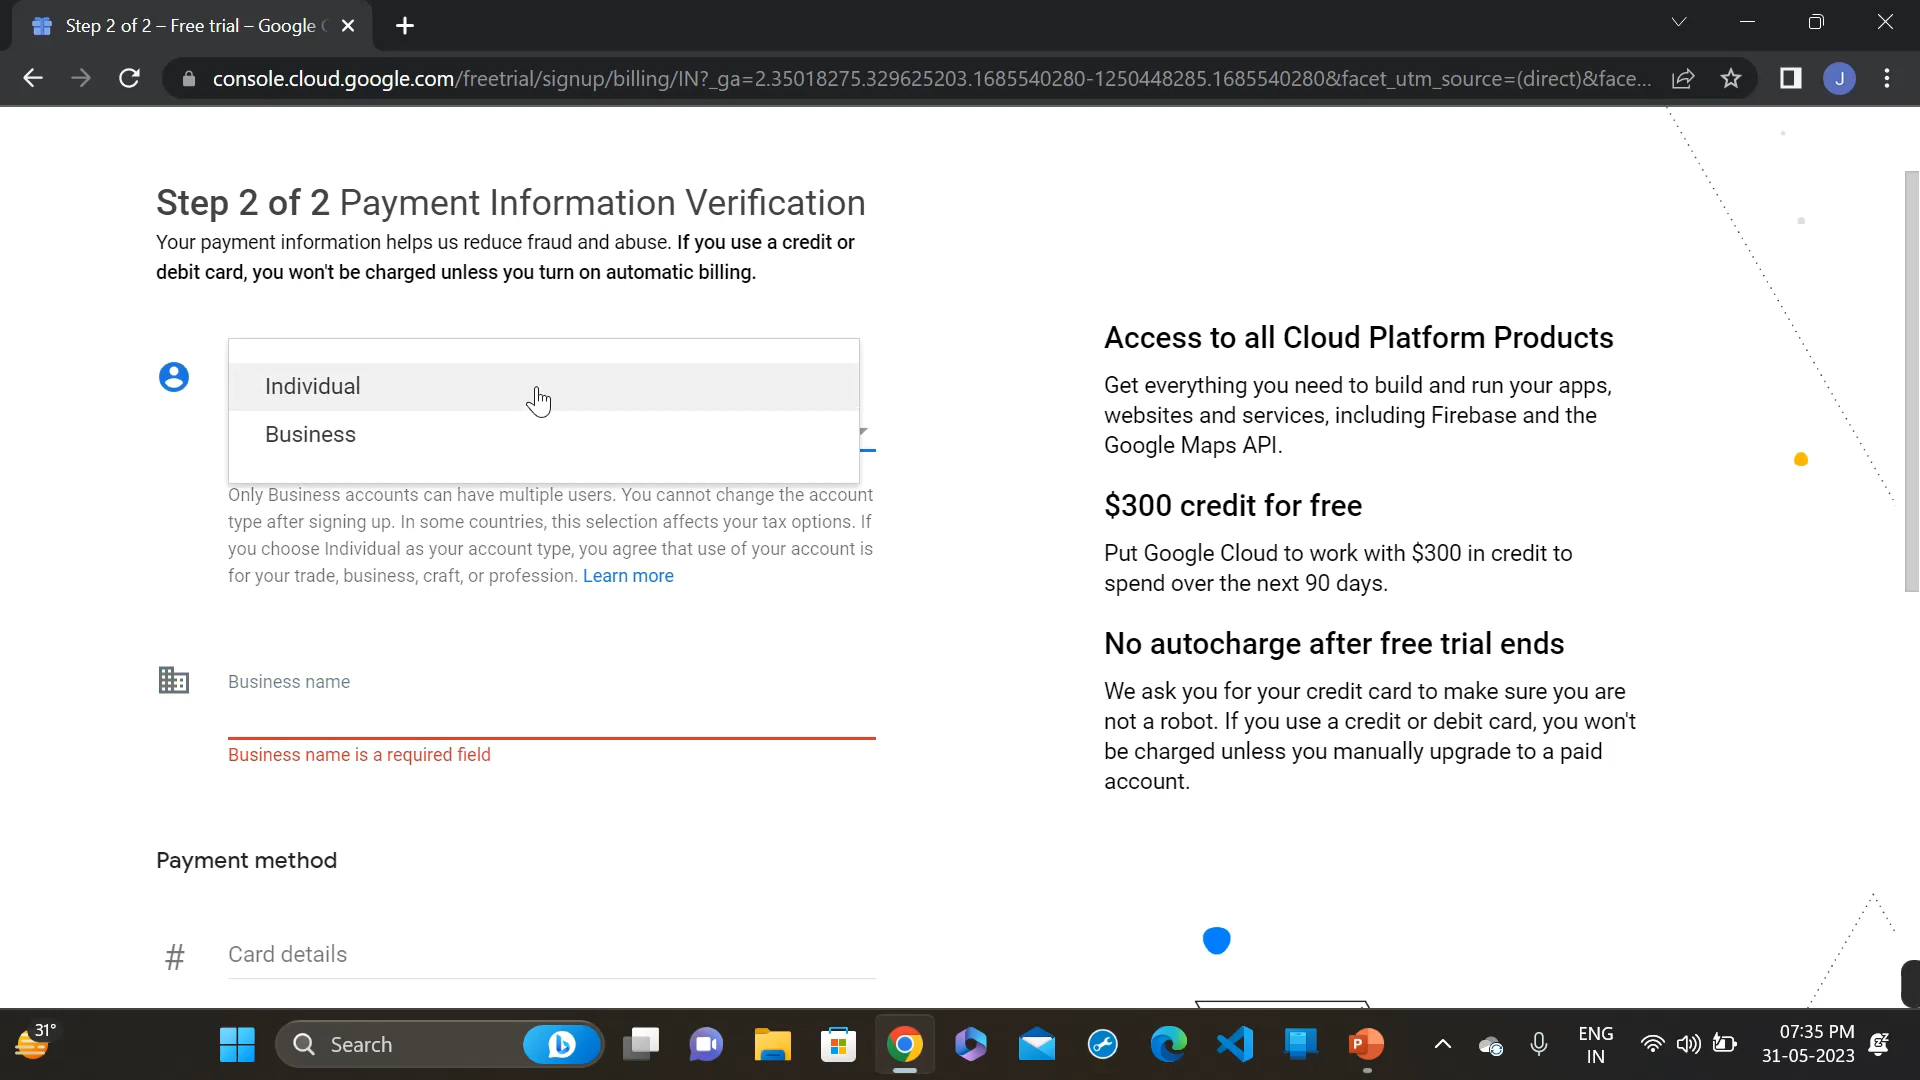 Step 2 of 2 – Free trial – Google
console.cloud.google.com/freetrial/signup/billing/IN?_ga=2.35018275.329625203.1685540280-1250448285.1685540280&facet_utm_source=(direct)&face...
J
Step 2 of 2 Payment Information Verification
Your payment information helps us reduce fraud and abuse. If you use a credit or
debit card, you won't be charged unless you turn on automatic billing.
Individual
Business
Only Business accounts can have multiple users. You cannot change the account
type after signing up. In some countries, this selection affects your tax options. If
you choose Individual as your account type, you agree that use of your account is
for your trade, business, craft, or profession. Learn more
Business name
Business name is a required field
Payment method
# Card details
Access to all Cloud Platform Products
Get everything you need to build and run your apps,
websites and services, including Firebase and the
Google Maps API.
$300 credit for free
Put Google Cloud to work with $300 in credit to
spend over the next 90 days.
No autocharge after free trial ends
We ask you for your credit card to make sure you are
not a robot. If you use a credit or debit card, you won't
be charged unless you manually upgrade to a paid
account.
31°
Search
ENG
IN
07:35 PM
31-05-2023